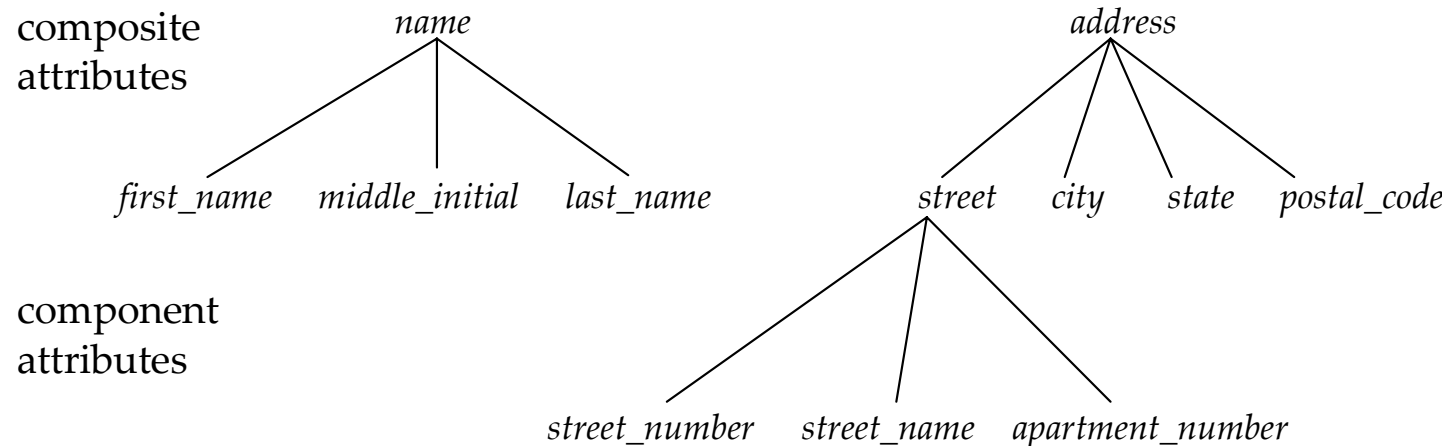 composite
attributes
name
address
first_name middle_initial last_name
street city state postal_code
component
attributes
street_number street_name apartment_number